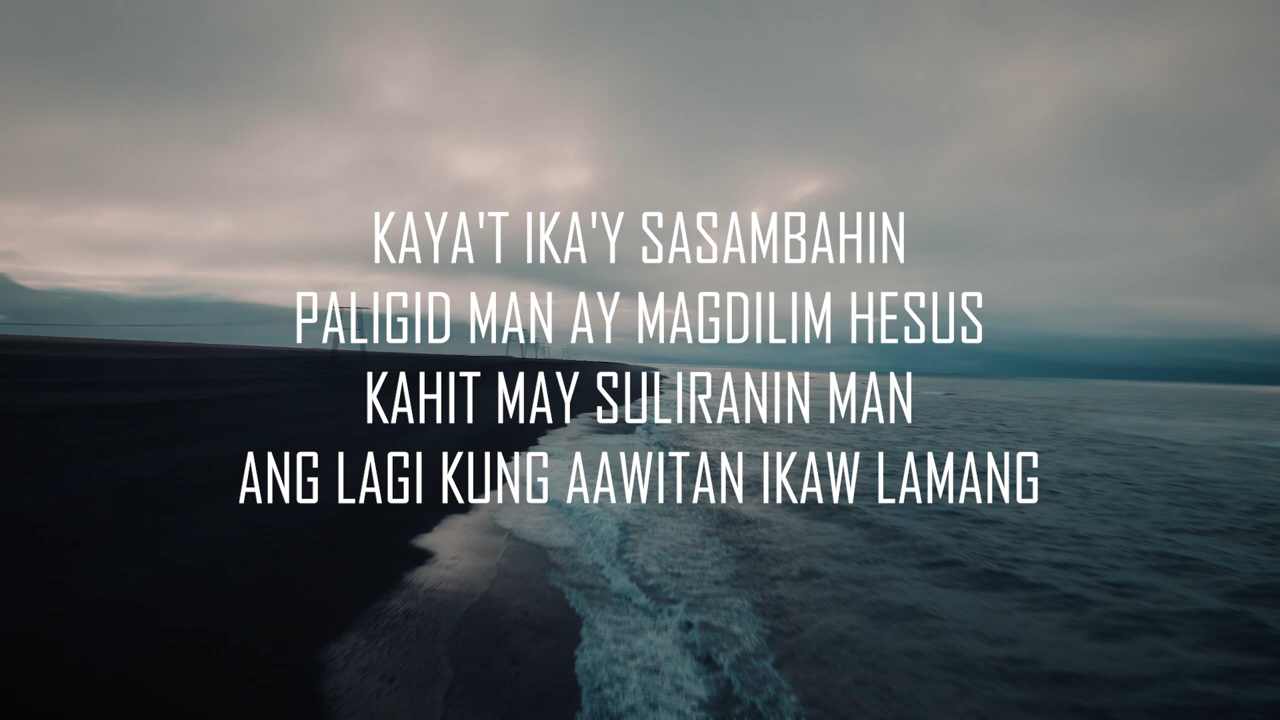 KAYA'T IKA'Y SASAMBAHIN
PALIGID MAN AY MAGDILIM HESUS
KAHIT MAY SULIRANIN MAN
ANG LAGI KUNG AAWITAN IKAW LAMANG